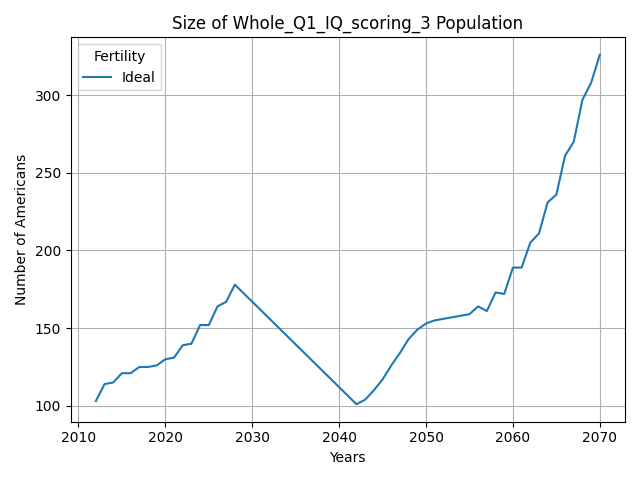 Size of Whole_Q1_IQ_scoring_3 Population
Fertility
Ideal
Number of Americans
300
250
200
150
100
2010 2020 2030 2040 2050 2060 2070
Years